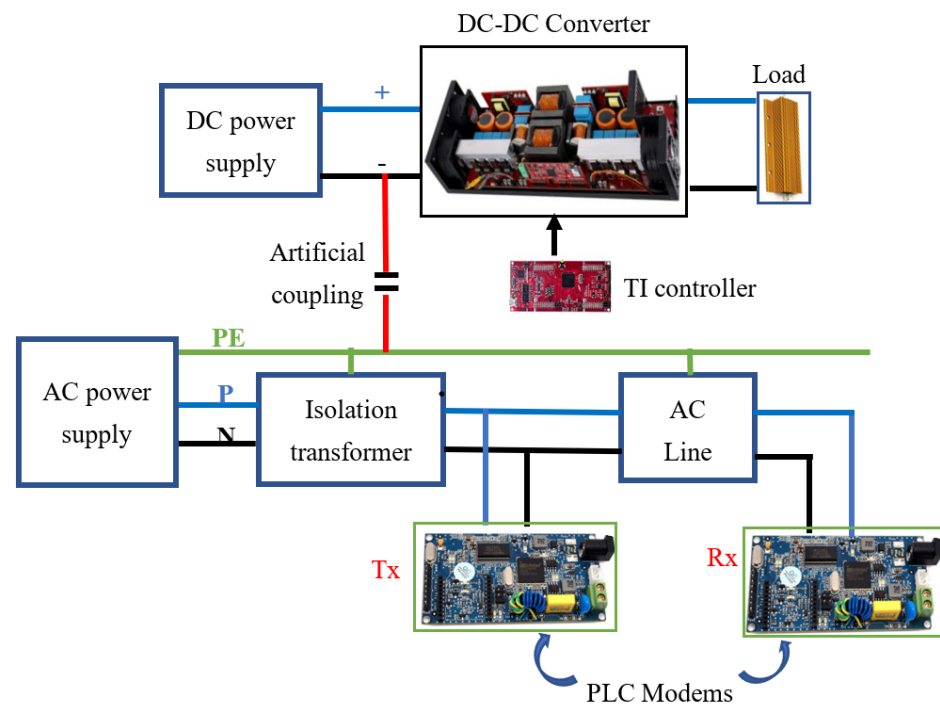 DC-DC Converter
Load
DC power
supply
+
-
Artificial
coupling
TI controller
PE
AC power
supply
P
N
Isolation
transformer
AC
Line
Tx
Rx
PLC Modems